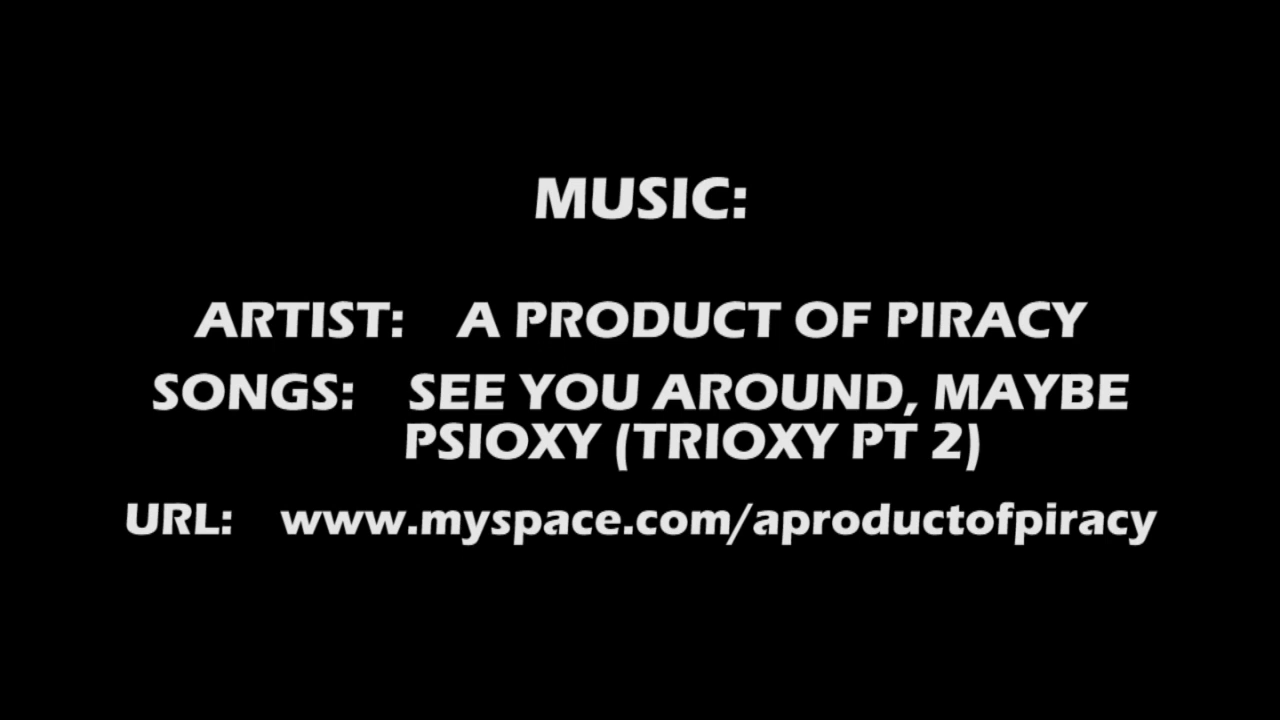 MUSIC:
ARTIST: A PRODUCT OF PIRACY
SONGS: SEE YOU AROUND, MAYBE
PSIOXY (TRIOXY PT 2)
URL: www.myspace.com/aproductofpiracy